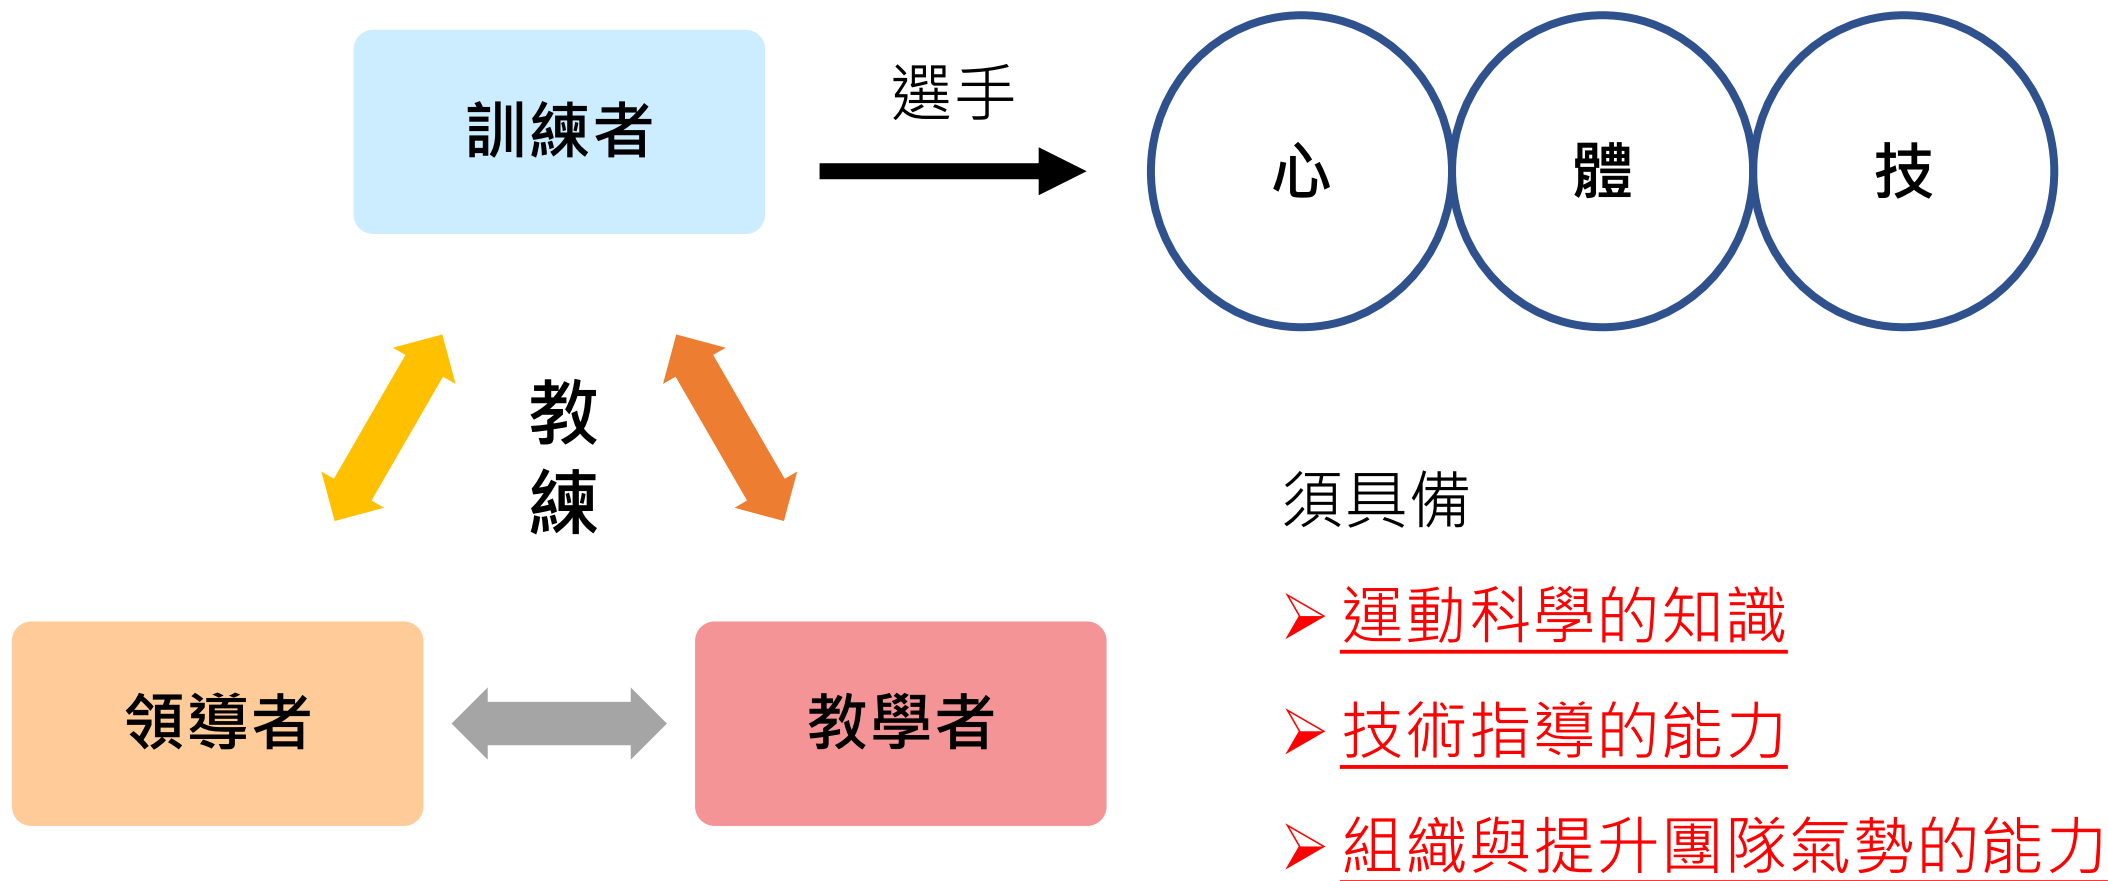 訓練者
選手
心
體
技
教
練
領導者
教學者
須具備
運動科學的知識
技術指導的能力
組織與提升團隊氣勢的能力